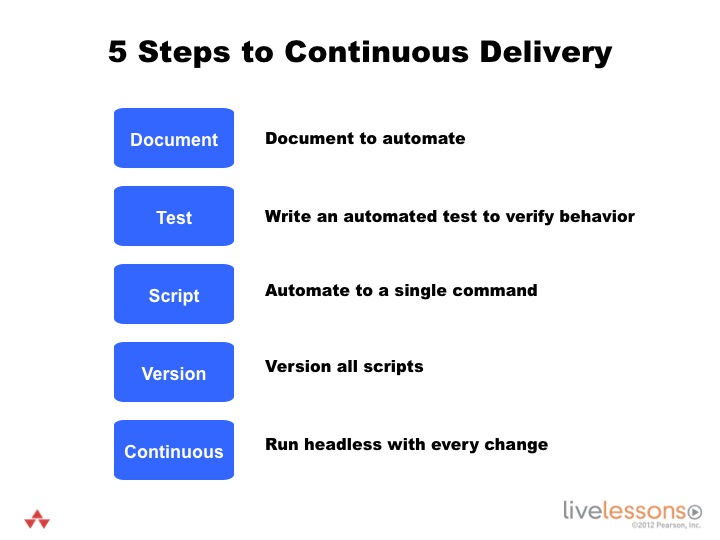 5 Steps to Continuous Delivery
Document
Document to automate
Test
Write an automated test to verify behavior
Script
Automate to a single command
Version
Version all scripts
Continuous
Run headless with every change
livelessons
©2012 Pearson, Inc.